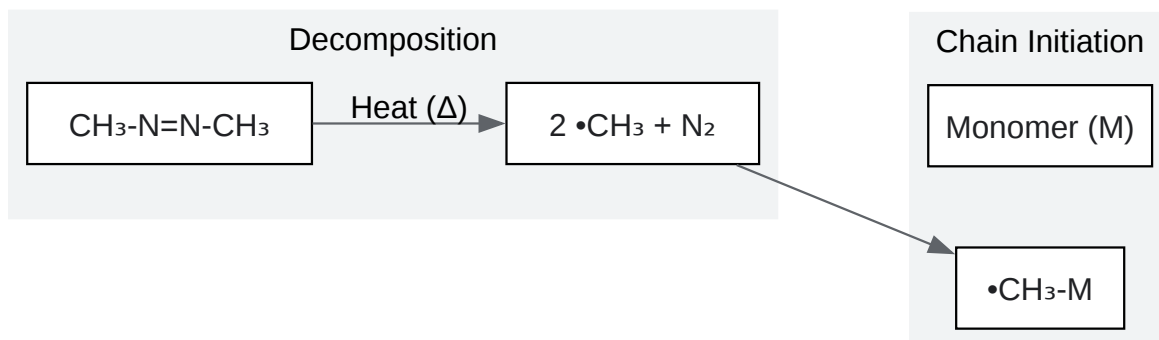 Decomposition
CH₃-N=N-CH₃
Heat (Δ)
2 •CH₃ + N₂
Chain Initiation
Monomer (M)
•CH₃-M